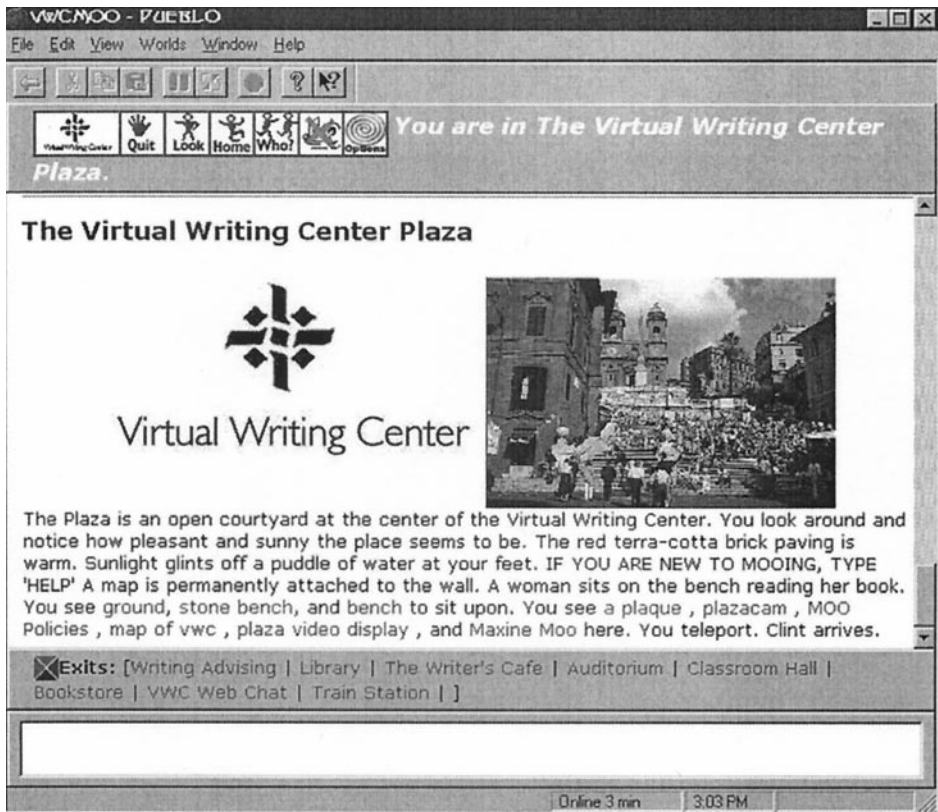 VWCMOO - PUEBLO
File Edit View Worlds Window Help
Virtual Writing Center Quit Look Home Who? Options You are in The Virtual Writing Center
Plaza.
The Virtual Writing Center Plaza
Virtual Writing Center
The Plaza is an open courtyard at the center of the Virtual Writing Center. You look around and
notice how pleasant and sunny the place seems to be. The red terra-cotta brick paving is
warm. Sunlight glints off a puddle of water at your feet. IF YOU ARE NEW TO MOOING, TYPE
'HELP' A map is permanently attached to the wall. A woman sits on the bench reading her book.
You see ground, stone bench, and bench to sit upon. You see a plaque , plazacam , MOO
Policies , map of vwc , plaza video display , and Maxine Moo here. You teleport. Clint arrives.
Exits: [Writing Advising | Library | The Writer's Cafe | Auditorium | Classroom Hall |
Bookstore | VWC Web Chat | Train Station | ]
Online 3 min 3:03 PM